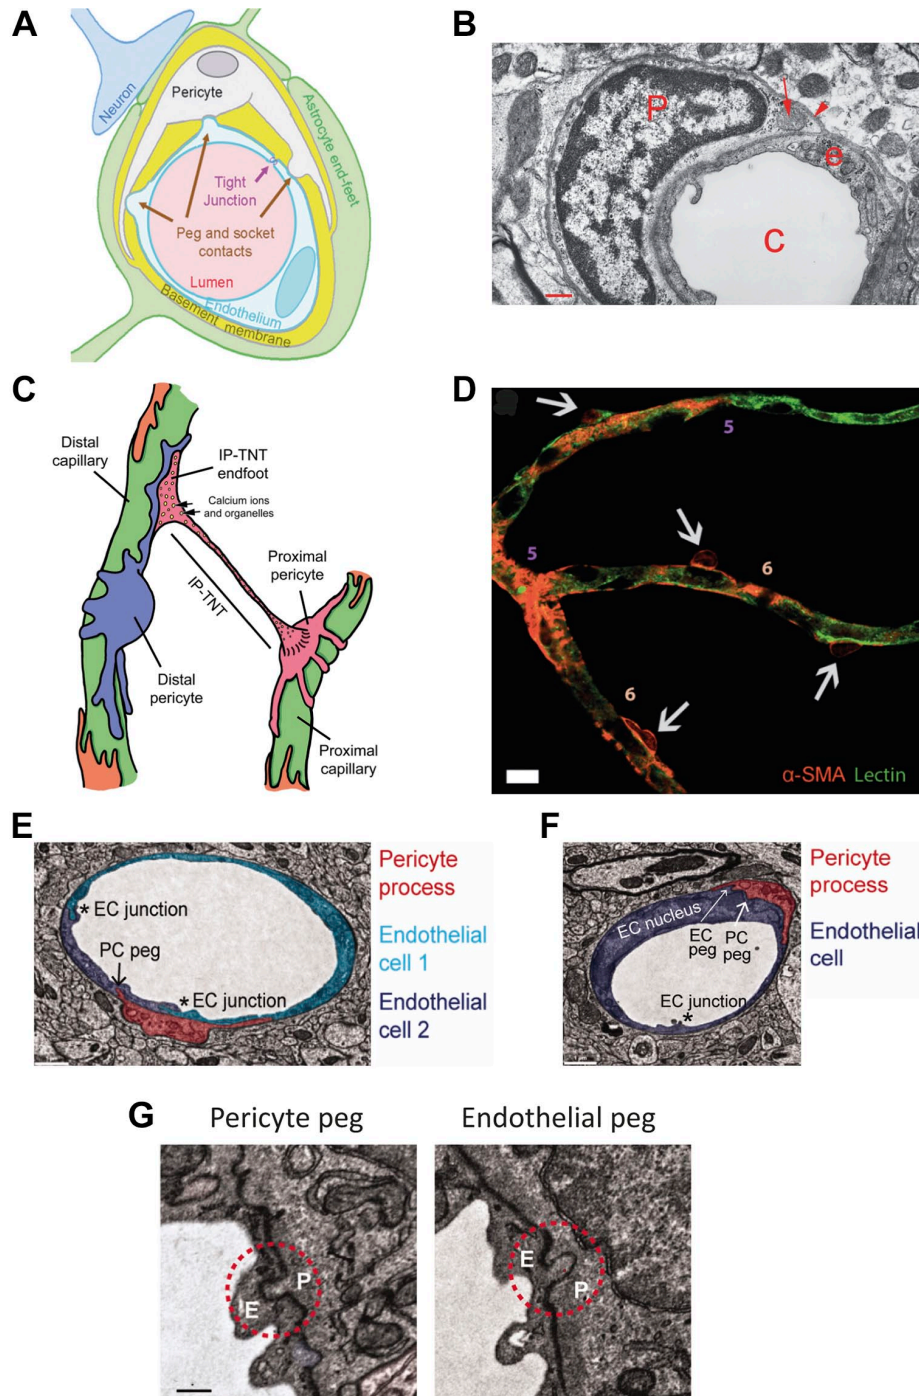 A
Neuron
Pericyte
Astrocyte end-feet
Tight
Junction
Peg and socket
contacts
Lumen
Endothelium
Basement membrane
B
P
e
C
C
Distal
capillary
IP-TNT
endfoot
Calcium ions
and organelles
Proximal
pericyte
IP-TNT
Distal
pericyte
Proximal
capillary
D
5
5
6
6
α-SMA Lectin
E
* EC junction
PC peg
* EC junction
Pericyte
process
Endothelial
cell 1
Endothelial
cell 2
F
EC nucleus
EC
peg
PC
peg
EC junction
*
Pericyte
process
Endothelial
cell
G
Pericyte peg
Endothelial peg
E
P
E
P